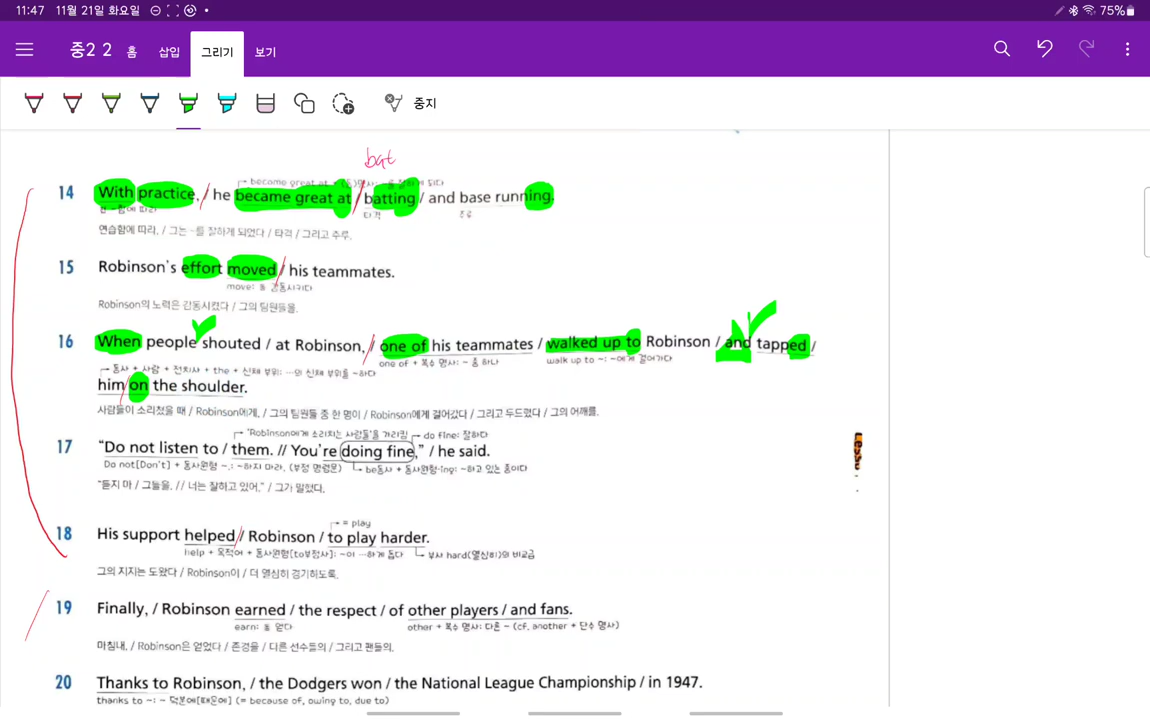 11:47 11월 21일 화요일 75%
중2 2 홈 삽입 그리기 보기
중지
bat
14 With practice, / he became great at / batting / and base running.
타격 주루
연습함에 따라, / 그는 ~를 잘하게 되었다 / 타격 / 그리고 주루.
15 Robinson's effort moved / his teammates.
move: ~를 감동시키다
Robinson의 노력은 감동시켰다 / 그의 팀원들을.
16 When people shouted / at Robinson, / one of his teammates / walked up to Robinson / and tapped /
one of + 복수 명사: ~ 중 하나 walk up to ~: ~에게 걸어가다
동사 + 사람 + 전치사 + the + 신체 부위: …의 신체 부위를 ~하다
him / on the shoulder.
사람들이 소리쳤을 때 / Robinson에게, / 그의 팀원들 중 한 명이 / Robinson에게 걸어갔다 / 그리고 두드렸다 / 그의 어깨를.
'Robinson에게 소리치는 사람들'을 가리킴 do fine: 잘하다
17 "Do not listen to / them. // You're doing fine," / he said.
Do not[Don't] + 동사원형 ~.: ~하지 마라. (부정 명령문) be동사 + 동사원형-ing: ~하고 있는 중이다
"듣지 마 / 그들을. // 너는 잘하고 있어," / 그가 말했다.
= play
18 His support helped / Robinson / to play harder.
help + 목적어 + 동사원형[to부정사]: ~이 …하게 돕다 부사 hard(열심히)의 비교급
그의 지지는 도왔다 / Robinson이 / 더 열심히 경기하도록.
19 Finally, / Robinson earned / the respect / of other players / and fans.
earn: ~를 얻다 other + 복수 명사: 다른 ~ (cf. another + 단수 명사)
마침내, / Robinson은 얻었다 / 존경을 / 다른 선수들의 / 그리고 팬들의.
20 Thanks to Robinson, / the Dodgers won / the National League Championship / in 1947.
thanks to ~: ~ 덕분에[때문에] (= because of, owing to, due to)